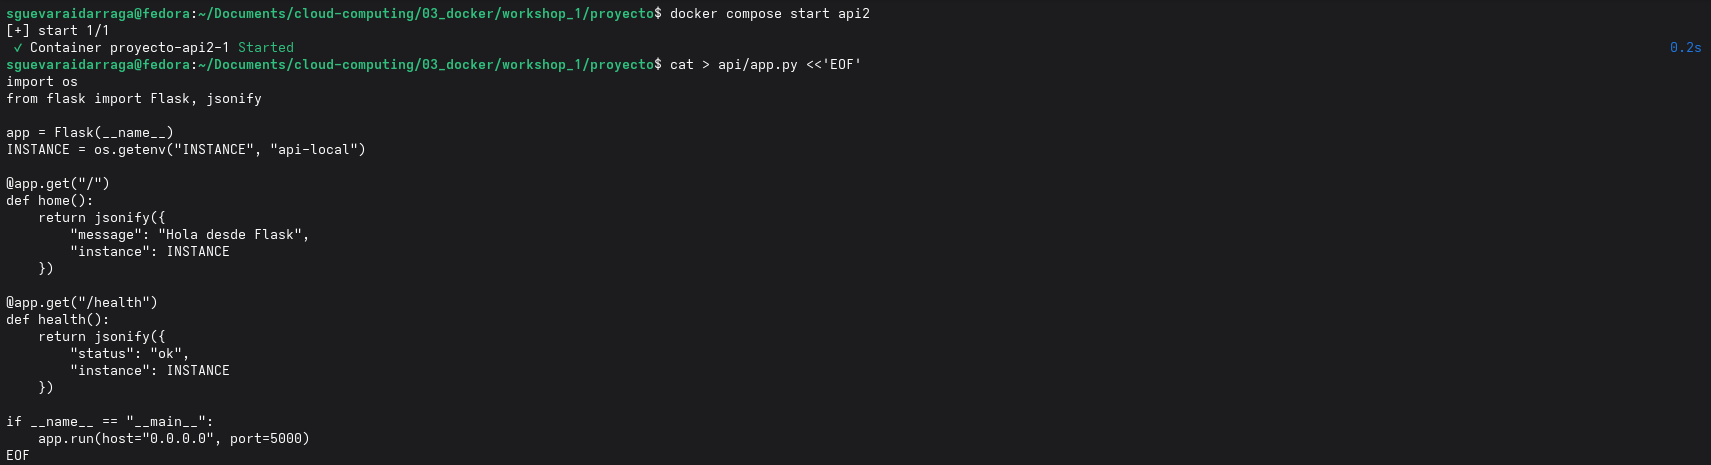 sguevaraidarraga@fedora:~/Documents/cloud-computing/03_docker/workshop_1/proyecto$ docker compose start api2
[+] start 1/1
✓ Container proyecto-api2-1 Started 0.2s
sguevaraidarraga@fedora:~/Documents/cloud-computing/03_docker/workshop_1/proyecto$ cat > api/app.py <<'EOF'
import os
from flask import Flask, jsonify

app = Flask(__name__)
INSTANCE = os.getenv("INSTANCE", "api-local")

@app.get("/")
def home():
    return jsonify({
        "message": "Hola desde Flask",
        "instance": INSTANCE
    })

@app.get("/health")
def health():
    return jsonify({
        "status": "ok",
        "instance": INSTANCE
    })

if __name__ == "__main__":
    app.run(host="0.0.0.0", port=5000)
EOF